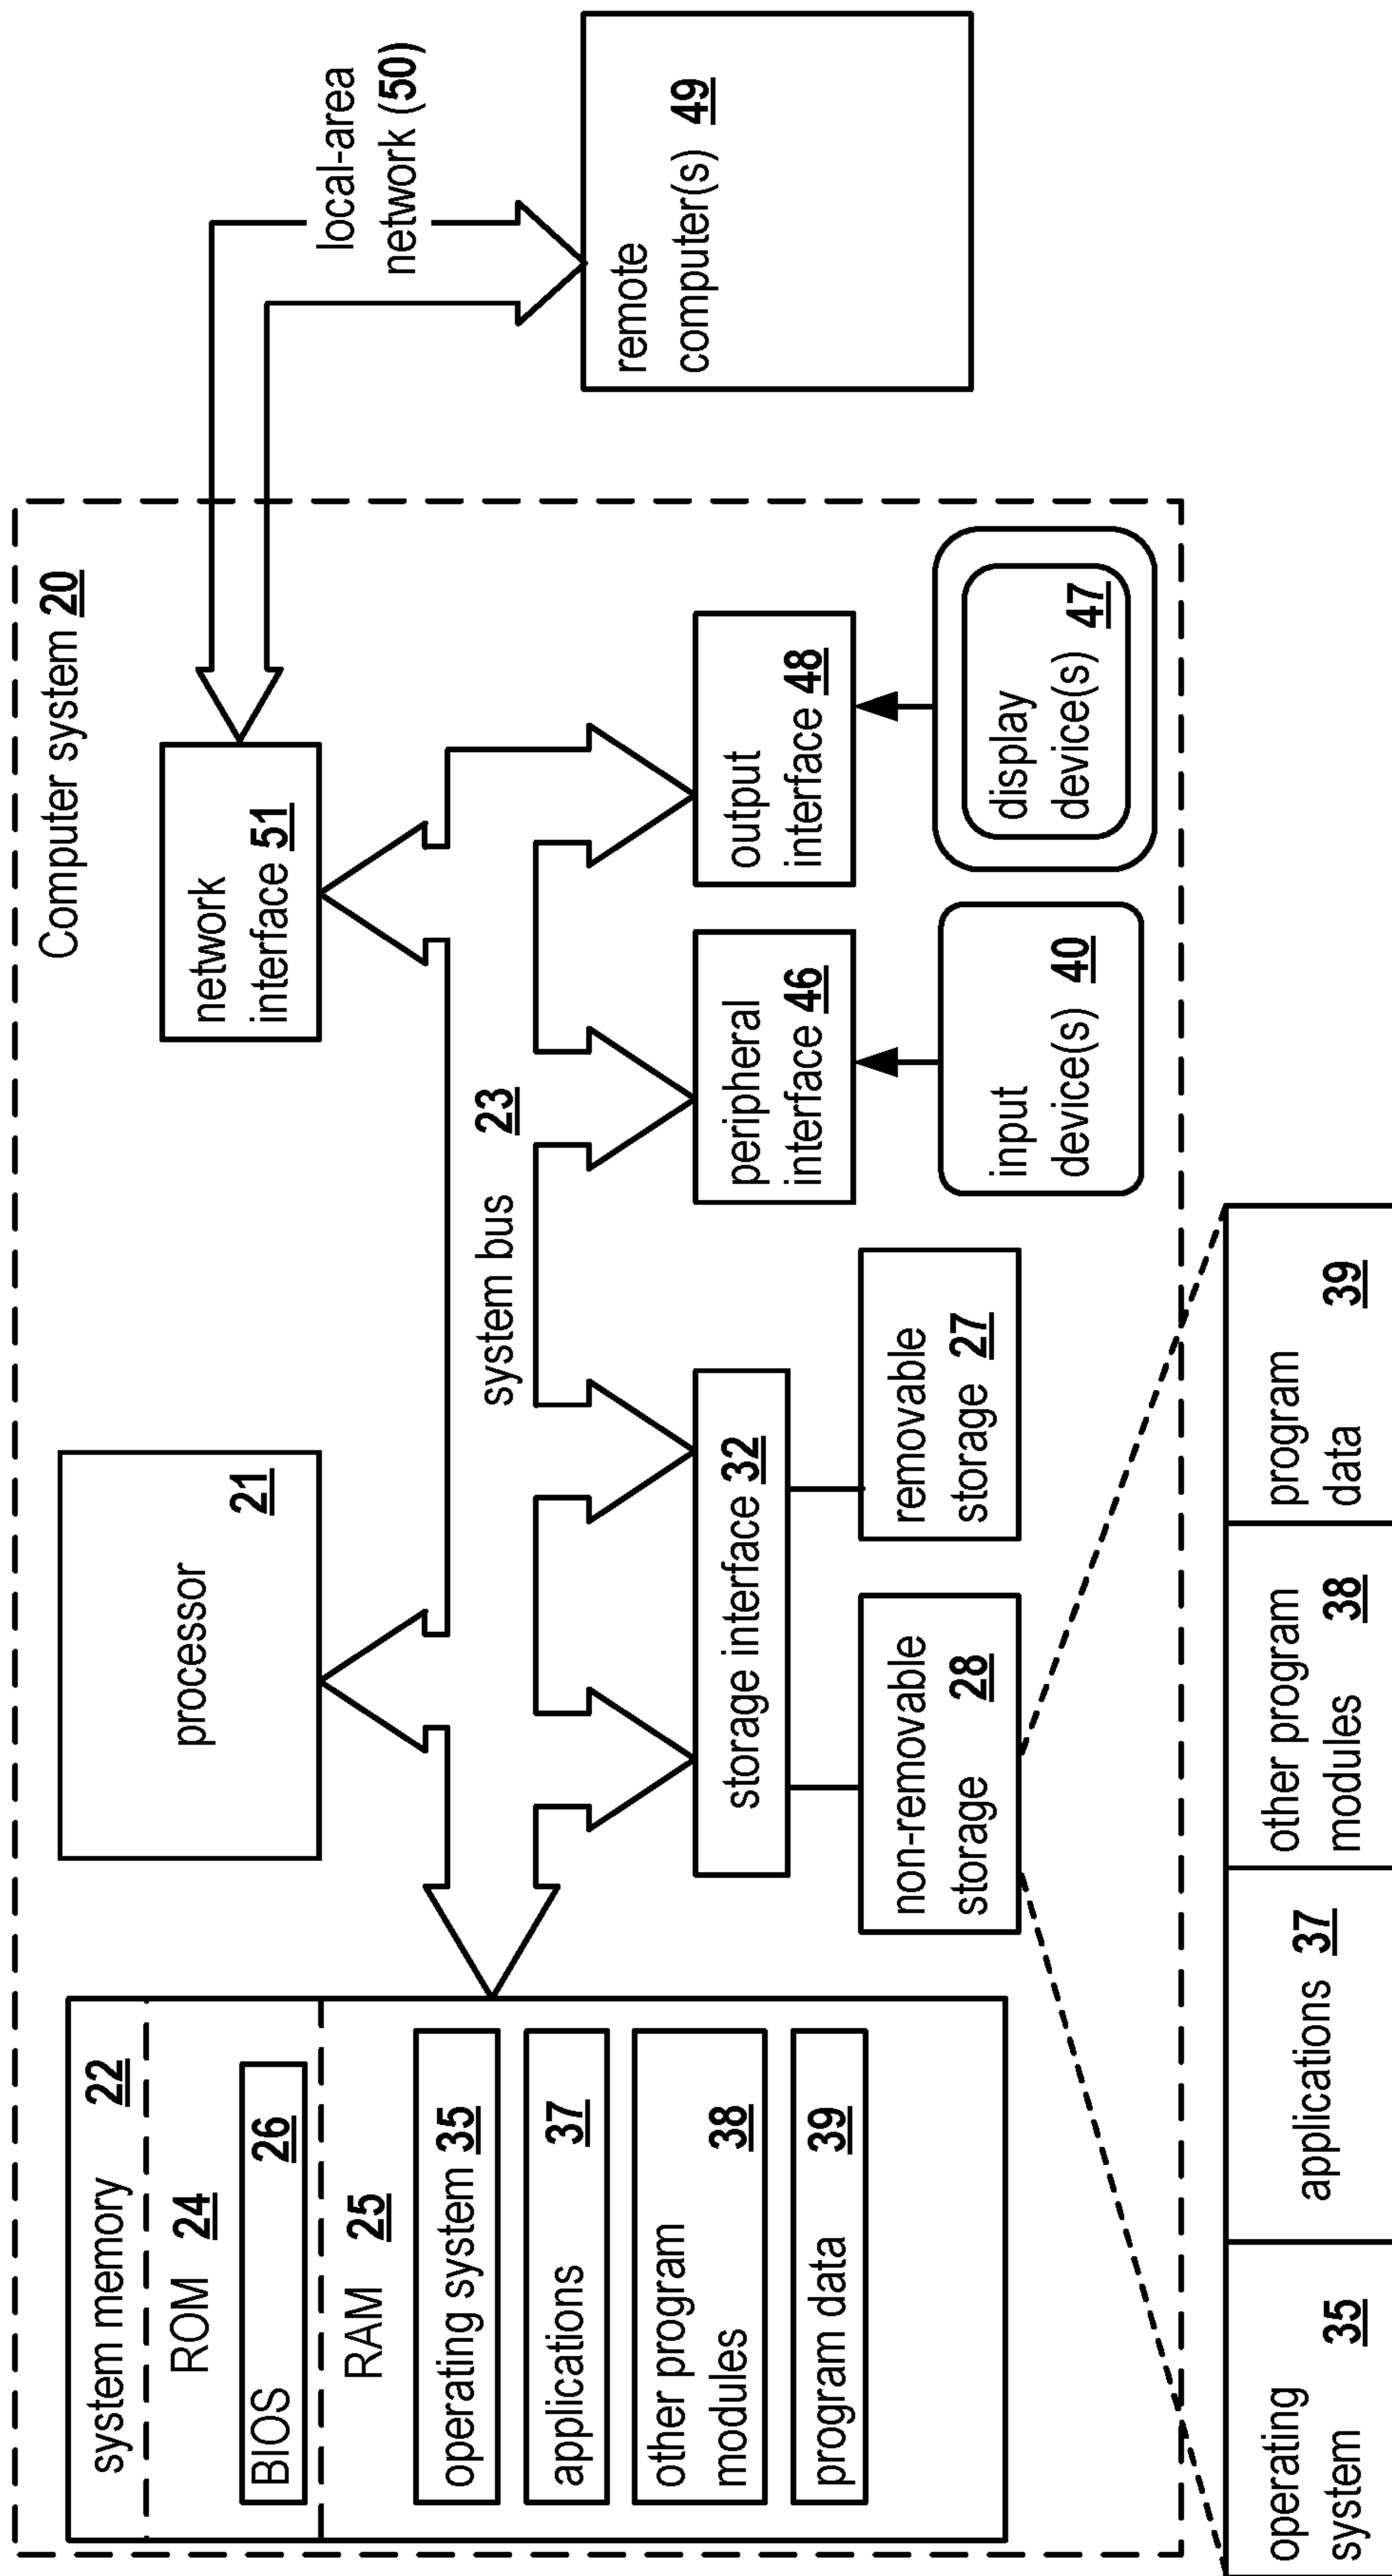 Computer system 20
system memory 22
ROM 24
BIOS 26
RAM 25
operating system 35
applications 37
other program
modules 38
program data 39
processor
21
network
interface 51
local-area
network (50)
system bus 23
storage interface 32
peripheral
interface 46
output
interface 48
remote
computer(s) 49
non-removable
storage 28
removable
storage 27
input
device(s) 40
display
device(s) 47
operating
system 35
applications 37
other program
modules 38
program
data 39